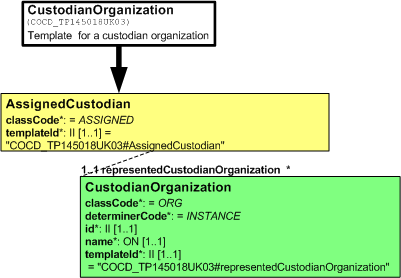 CustodianOrganization
(COCD_TP145018UK03)
Template for a custodian organization
AssignedCustodian
classCode*: = ASSIGNED
templateId*: II [1..1] =
"COCD_TP145018UK03#AssignedCustodian"
1..1 representedCustodianOrganization *
CustodianOrganization
classCode*: = ORG
determinerCode*: = INSTANCE
id*: II [1..1]
name*: ON [1..1]
templateId*: II [1..1]
= "COCD_TP145018UK03#representedCustodianOrganization"